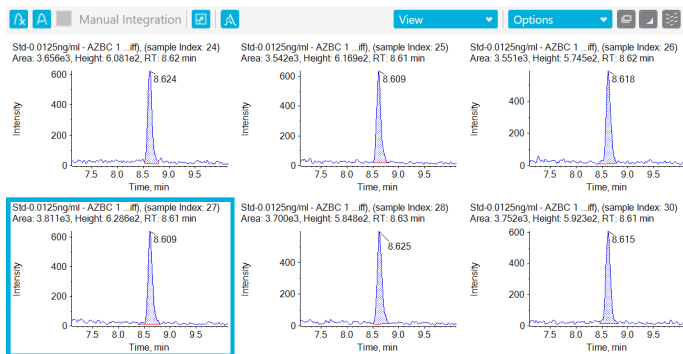 Manual Integration
View
Options
Std-0.0125ng/ml - AZBC 1 ...iff), (sample Index: 24)
Area: 3.656e3, Height: 6.081e2, RT: 8.62 min
600
400
200
0
Intensity
8.624
7.5 8.0 8.5 9.0 9.5
Time, min
Std-0.0125ng/ml - AZBC 1 ...iff), (sample Index: 25)
Area: 3.542e3, Height: 6.169e2, RT: 8.61 min
600
400
200
0
Intensity
8.609
7.5 8.0 8.5 9.0 9.5
Time, min
Std-0.0125ng/ml - AZBC 1 ...iff), (sample Index: 26)
Area: 3.551e3, Height: 5.745e2, RT: 8.62 min
400
200
0
Intensity
8.618
7.5 8.0 8.5 9.0 9.5
Time, min
Std-0.0125ng/ml - AZBC 1 ...iff), (sample Index: 27)
Area: 3.811e3, Height: 6.286e2, RT: 8.61 min
600
400
200
0
Intensity
8.609
7.5 8.0 8.5 9.0 9.5
Time, min
Std-0.0125ng/ml - AZBC 1 ...iff), (sample Index: 28)
Area: 3.700e3, Height: 5.848e2, RT: 8.63 min
400
200
0
Intensity
8.625
7.5 8.0 8.5 9.0 9.5
Time, min
Std-0.0125ng/ml - AZBC 1 ...iff), (sample Index: 30)
Area: 3.752e3, Height: 5.923e2, RT: 8.61 min
600
400
200
0
Intensity
8.615
7.5 8.0 8.5 9.0 9.5
Time, min